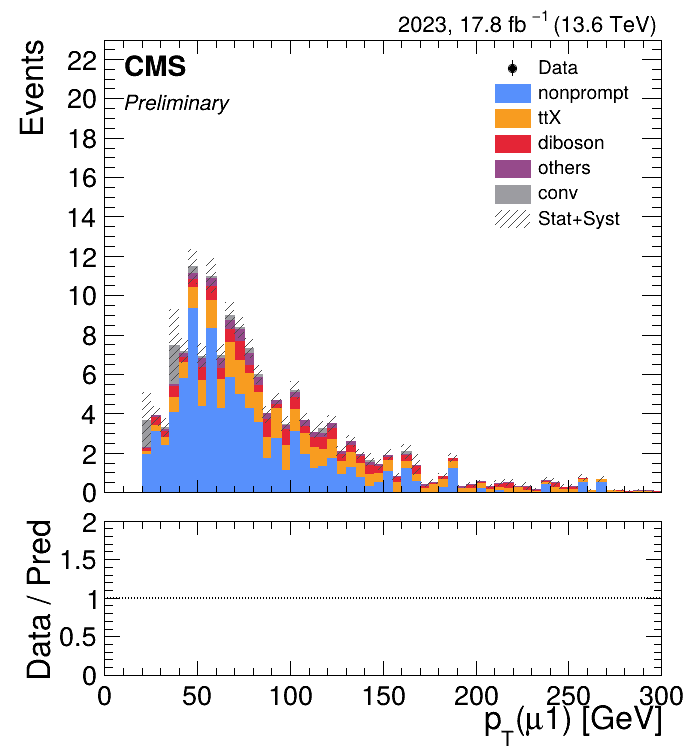 2023, 17.8 fb⁻¹ (13.6 TeV)
Events
CMS
Preliminary
Data
nonprompt
ttX
diboson
others
conv
Stat+Syst
22
20
18
16
14
12
10
8
6
4
2
0
Data / Pred
2
1.5
1
0.5
0
0 50 100 150 200 250 300
p_T(μ1) [GeV]